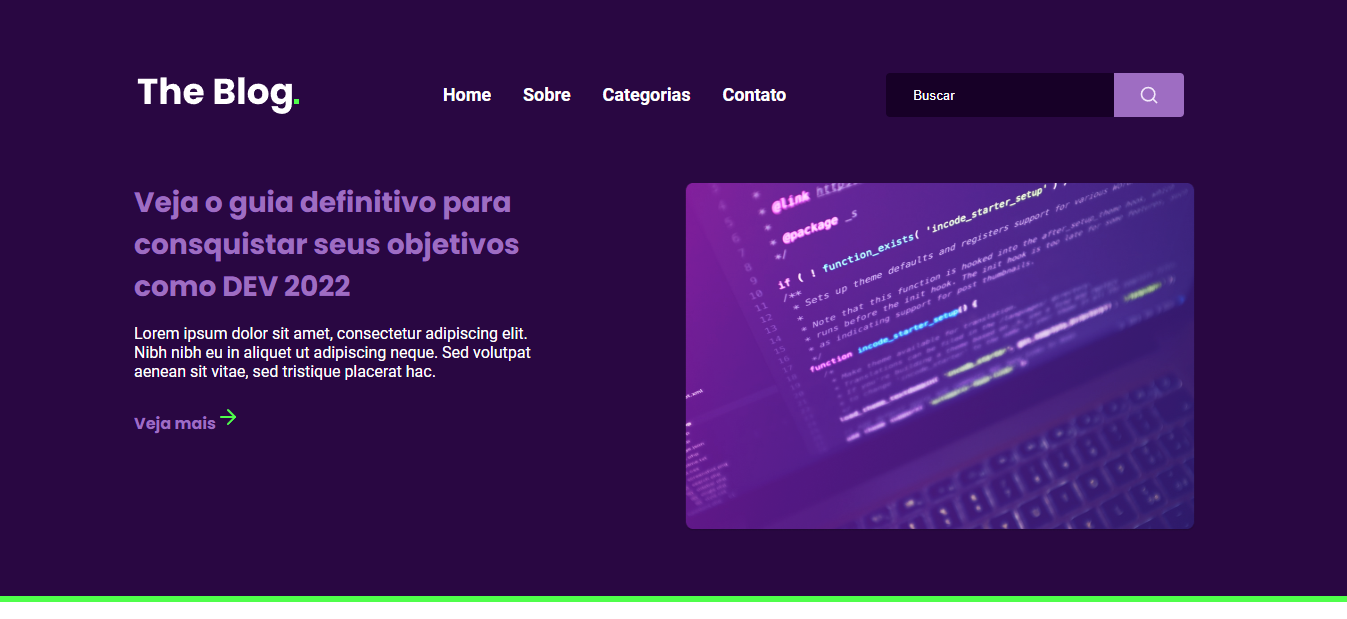 The Blog.
Home Sobre Categorias Contato
Buscar
Veja o guia definitivo para
consquistar seus objetivos
como DEV 2022
Lorem ipsum dolor sit amet, consectetur adipiscing elit.
Nibh nibh eu in aliquet ut adipiscing neque. Sed volutpat
aenean sit vitae, sed tristique placerat hac.
Veja mais
* @link
* @package _s
*/
if ( ! function_exists( 'incode_starter_setup' ) ) :
/**
* Sets up theme defaults and registers support for various
*
* Note that this function is hooked into the after_setup_theme hook, which
* runs before the init hook. The init hook is too late for some features, such
* as indicating support for post thumbnails.
*/
function incode_starter_setup() {